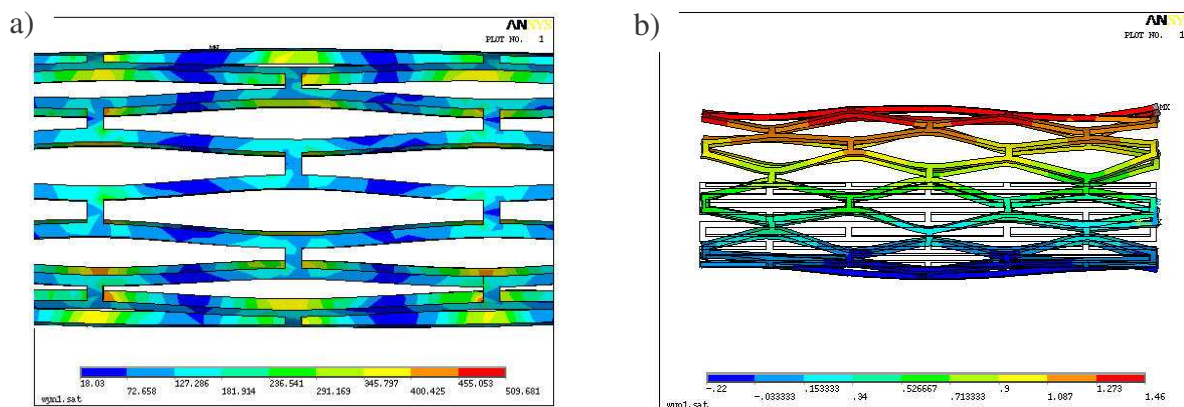 a)
ANSYS
PLOT NO. 1
MN
18.03 127.286 236.541 345.797 455.053
72.658 181.914 291.169 400.425 509.681
wym1.sat
b)
ANSYS
PLOT NO. 1
MX
-.22 .153333 .526667 .9 1.273
-.033333 .34 .713333 1.087 1.46
wym1.sat